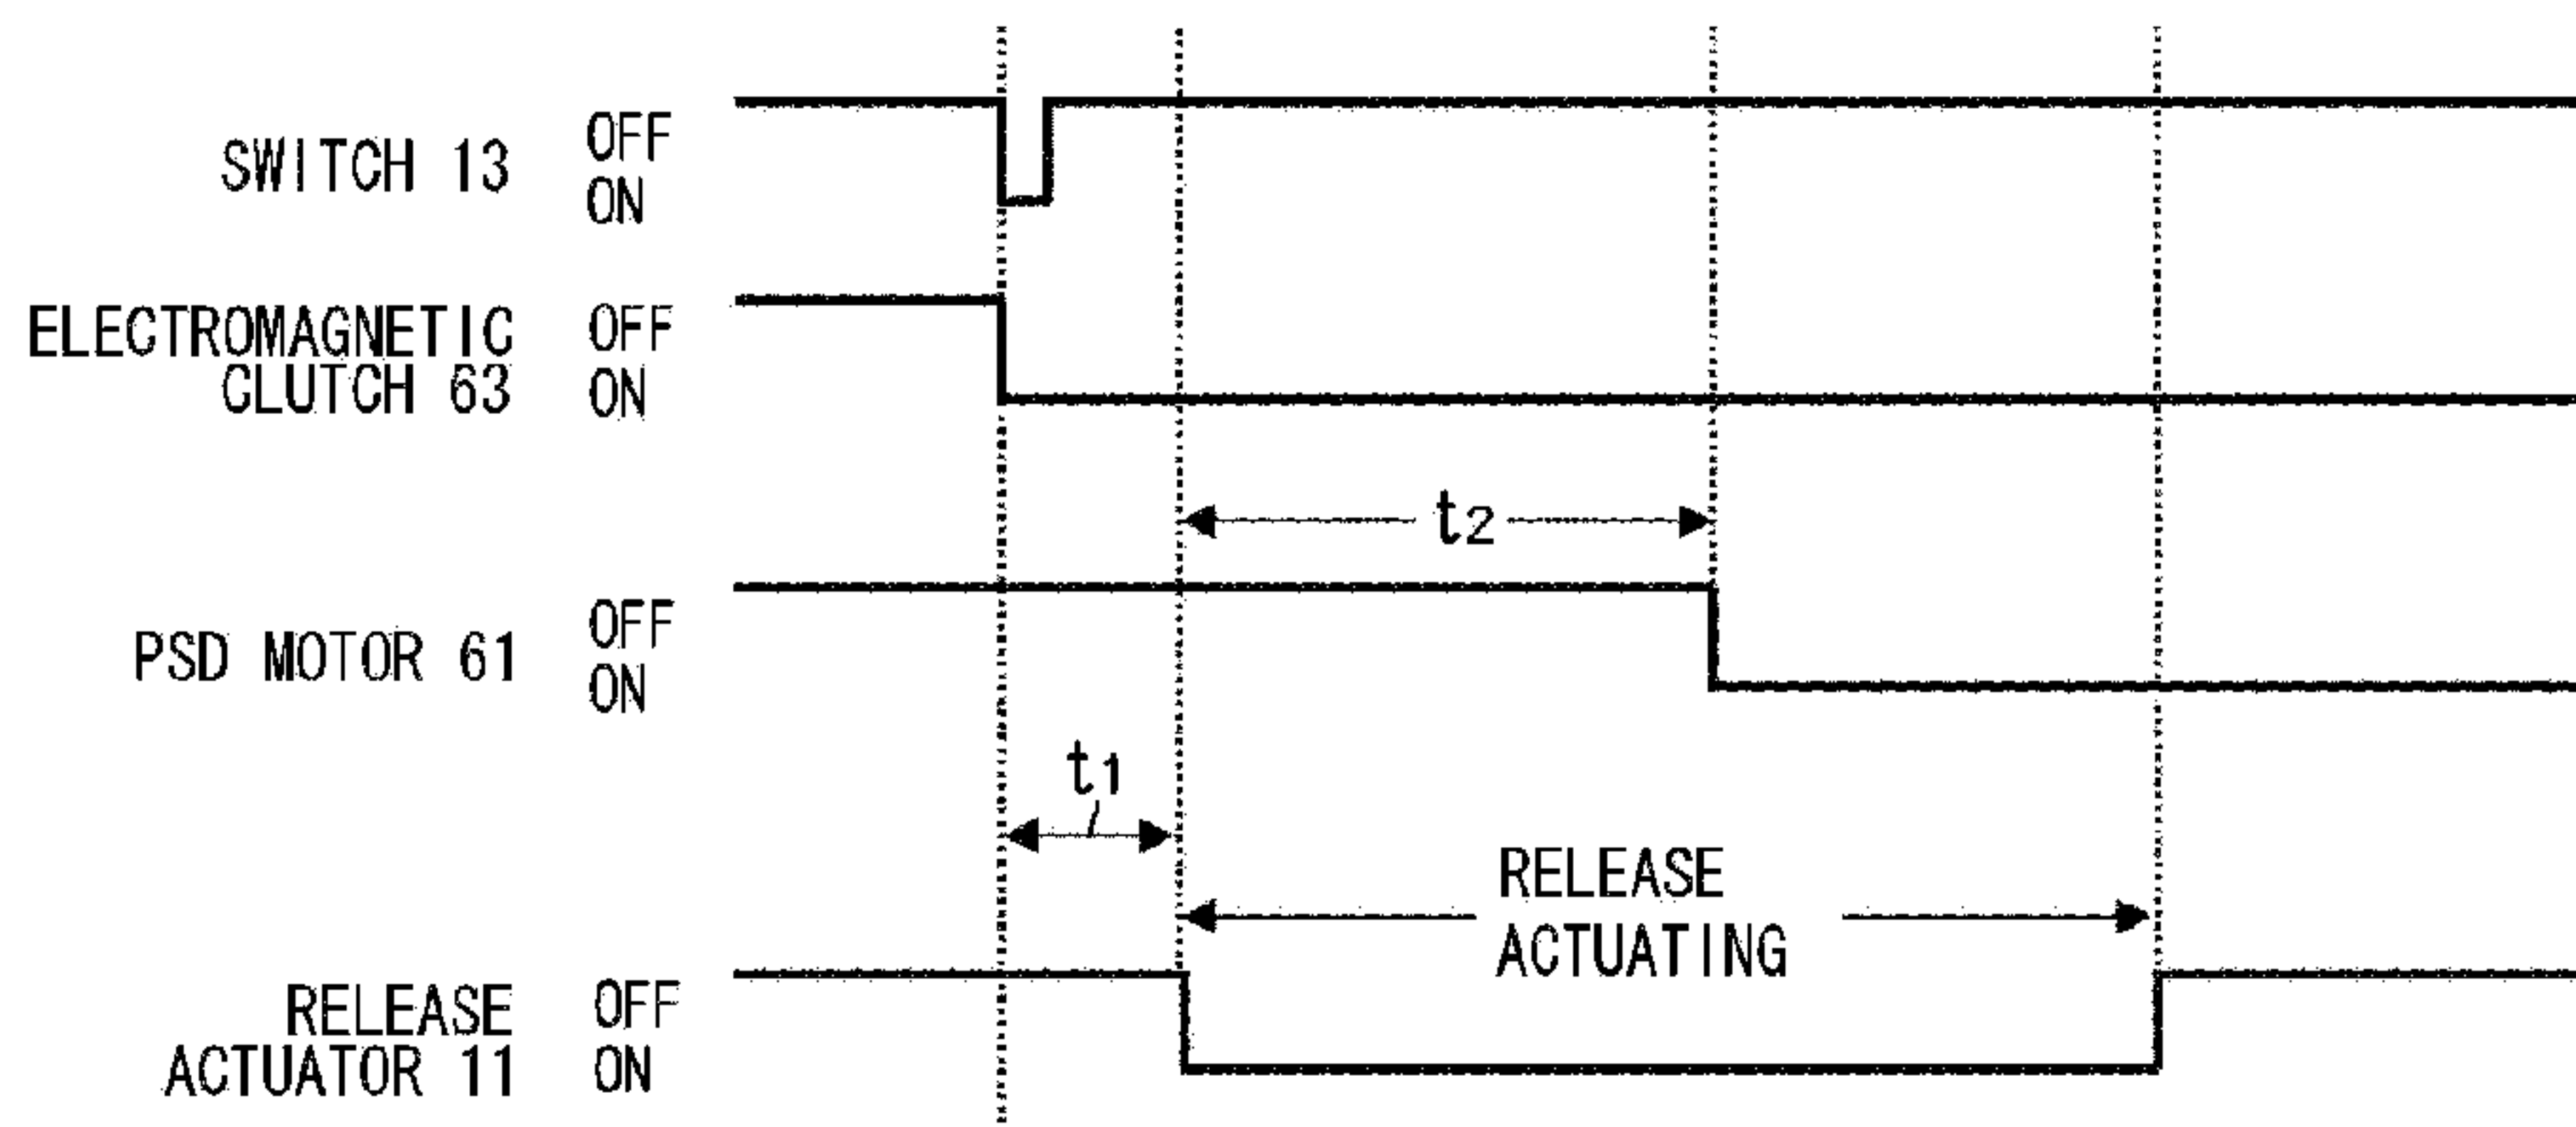 SWITCH 13
OFF
ON
ELECTROMAGNETIC
CLUTCH 63
OFF
ON
t2
PSD MOTOR 61
OFF
ON
t1
RELEASE
ACTUATING
RELEASE
ACTUATOR 11
OFF
ON